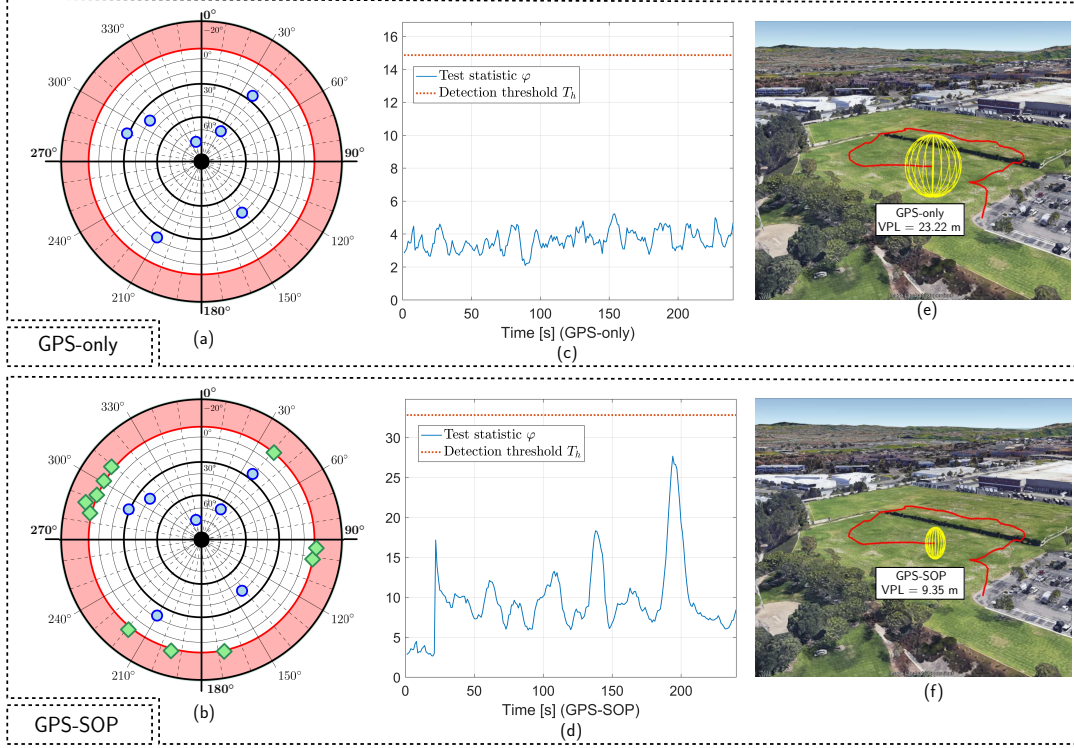 0°
30°
60°
90°
120°
150°
180°
210°
240°
270°
300°
330°
−20°
0°
30°
60°
(a)
GPS-only
16
14
12
10
8
6
4
2
0
Test statistic φ
Detection threshold Th
0 50 100 150 200
Time [s] (GPS-only)
(c)
GPS-only
VPL = 23.22 m
(e)
0°
30°
60°
90°
120°
150°
180°
210°
240°
270°
300°
330°
−20°
0°
30°
60°
(b)
GPS-SOP
30
25
20
15
10
5
0
Test statistic φ
Detection threshold Th
0 50 100 150 200
Time [s] (GPS-SOP)
(d)
GPS-SOP
VPL = 9.35 m
(f)